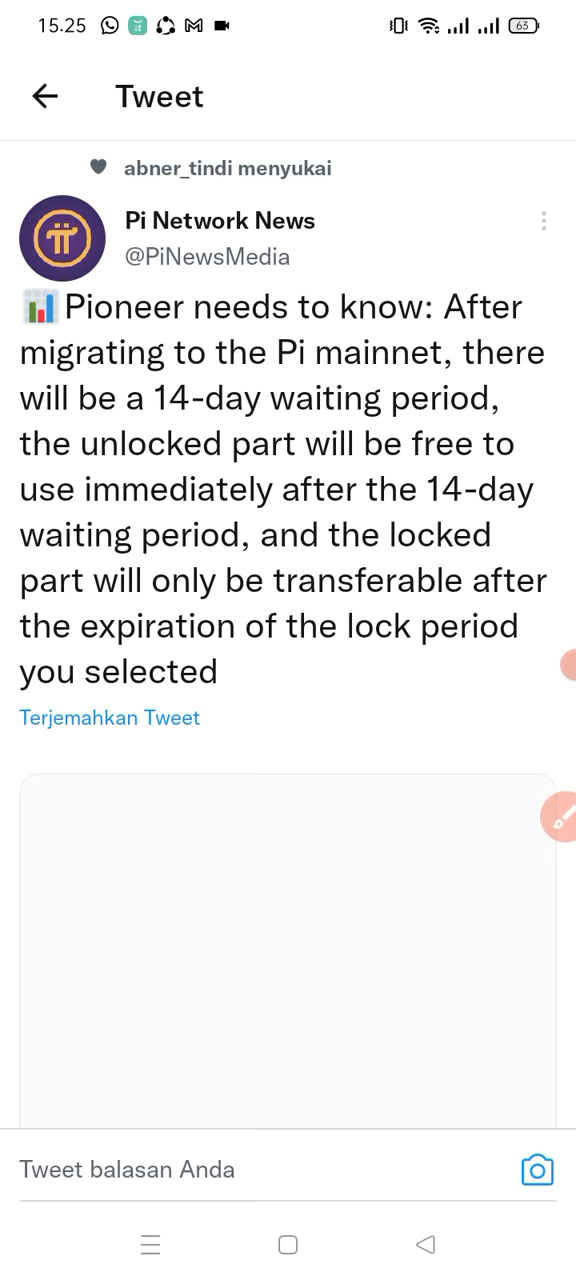 15.25
63
Tweet
abner_tindi menyukai
Pi Network News
@PiNewsMedia
Pioneer needs to know: After
migrating to the Pi mainnet, there
will be a 14-day waiting period,
the unlocked part will be free to
use immediately after the 14-day
waiting period, and the locked
part will only be transferable after
the expiration of the lock period
you selected
Terjemahkan Tweet
Tweet balasan Anda